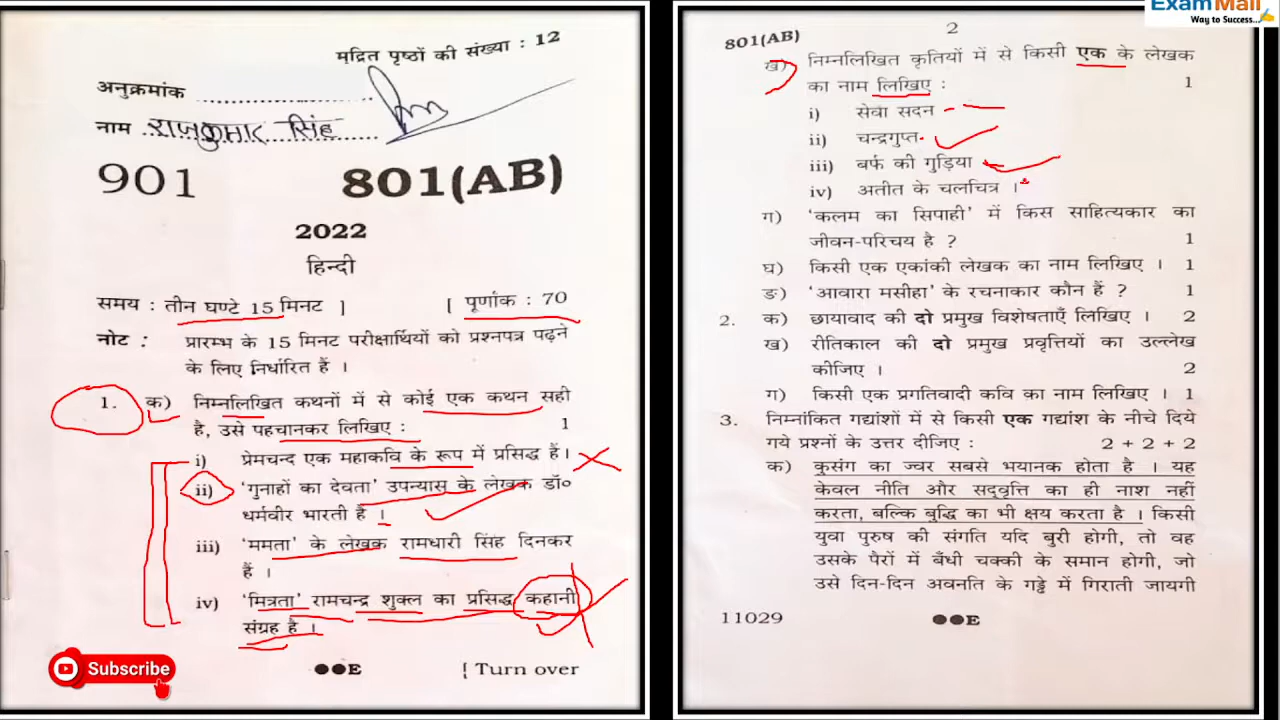 मुद्रित पृष्ठों की संख्या : 12
अनुक्रमांक
नाम राजकुमार सिंह
901 801(AB)
2022
हिन्दी
समय : तीन घण्टे 15 मिनट ] [ पूर्णांक : 70
नोट : प्रारम्भ के 15 मिनट परीक्षार्थियों को प्रश्नपत्र पढ़ने
के लिए निर्धारित हैं ।
1. क) निम्नलिखित कथनों में से कोई एक कथन सही
है, उसे पहचानकर लिखिए : 1
i) प्रेमचन्द एक महाकवि के रूप में प्रसिद्ध हैं।
ii) 'गुनाहों का देवता' उपन्यास के लेखक डॉ०
धर्मवीर भारती हैं ।
iii) 'ममता' के लेखक रामधारी सिंह दिनकर
हैं ।
iv) 'मित्रता' रामचन्द्र शुक्ल का प्रसिद्ध कहानी
संग्रह है ।
●●E [ Turn over
Subscribe
ExamMall
Way to Success...
801(AB) 2
ख) निम्नलिखित कृतियों में से किसी एक के लेखक
का नाम लिखिए : 1
i) सेवा सदन
ii) चन्द्रगुप्त
iii) बर्फ की गुड़िया
iv) अतीत के चलचित्र ।
ग) 'कलम का सिपाही' में किस साहित्यकार का
जीवन-परिचय है ? 1
घ) किसी एक एकांकी लेखक का नाम लिखिए । 1
ङ) 'आवारा मसीहा' के रचनाकार कौन हैं ? 1
2. क) छायावाद की दो प्रमुख विशेषताएँ लिखिए । 2
ख) रीतिकाल की दो प्रमुख प्रवृत्तियों का उल्लेख
कीजिए । 2
ग) किसी एक प्रगतिवादी कवि का नाम लिखिए । 1
3. निम्नांकित गद्यांशों में से किसी एक गद्यांश के नीचे दिये
गये प्रश्नों के उत्तर दीजिए : 2 + 2 + 2
क) कुसंग का ज्वर सबसे भयानक होता है । यह
केवल नीति और सद्‌वृत्ति का ही नाश नहीं
करता, बल्कि बुद्धि का भी क्षय करता है । किसी
युवा पुरुष की संगति यदि बुरी होगी, तो वह
उसके पैरों में बँधी चक्की के समान होगी, जो
उसे दिन-दिन अवनति के गड्ढे में गिराती जायगी
11029 ●●E